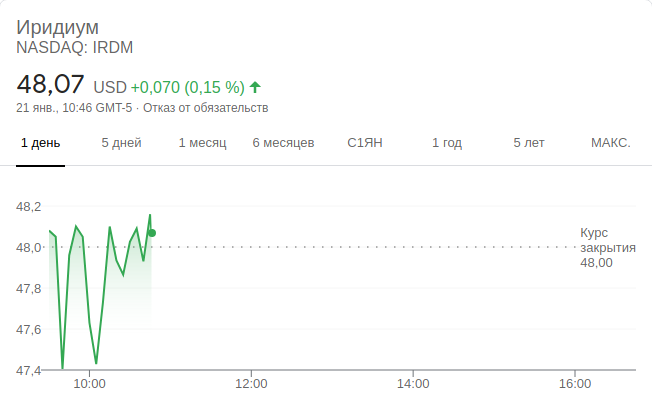 Иридиум
NASDAQ: IRDM
48,07 USD +0,070 (0,15 %)
21 янв., 10:46 GMT-5 · Отказ от обязательств
1 день 5 дней 1 месяц 6 месяцев С1ЯН 1 год 5 лет МАКС.
48,2
48,0
47,8
47,6
47,4
Курс
закрытия
48,00
10:00 12:00 14:00 16:00